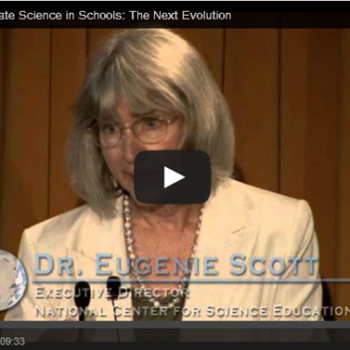 ate Science in Schools: The Next Evolution
Dr. Eugenie Scott
Executive Director
National Center for Science Education
09:33